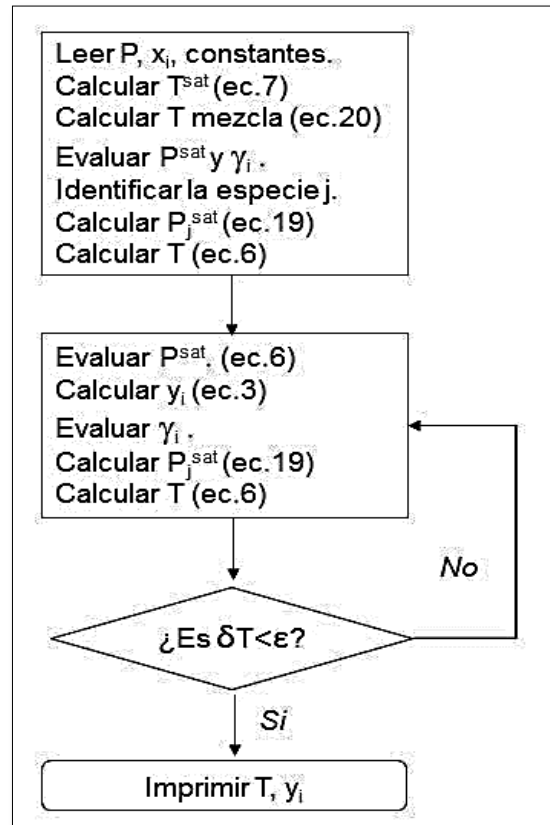 Leer P, xᵢ, constantes.
Calcular Tˢᵃᵗ (ec.7)
Calcular T mezcla (ec.20)
Evaluar Pˢᵃᵗ y γᵢ .
Identificar la especie j.
Calcular Pⱼˢᵃᵗ (ec.19)
Calcular T (ec.6)
Evaluar Pˢᵃᵗ. (ec.6)
Calcular yᵢ (ec.3)
Evaluar γᵢ .
Calcular Pⱼˢᵃᵗ (ec.19)
Calcular T (ec.6)
No
¿Es δT<ε?
Si
Imprimir T, yᵢ